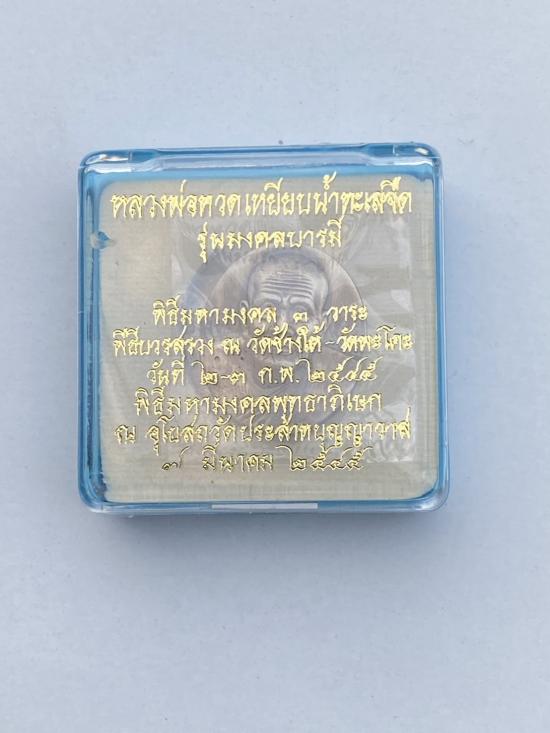 หลวงพ่อทวดเหยียบน้ำทะเลจืด
รุ่นมงคลบารมี
พิธีมหามงคล ๓ วาระ
พิธีบวรสรวง ณ วัดช้างให้-วัดพะโคะ
วันที่ ๒-๓ ก.พ. ๒๕๔๕
พิธีมหามงคลพุทธาภิเษก
ณ อุโบสถวัดประสาทบุญญาวาส
๗ มีนาคม ๒๕๔๕